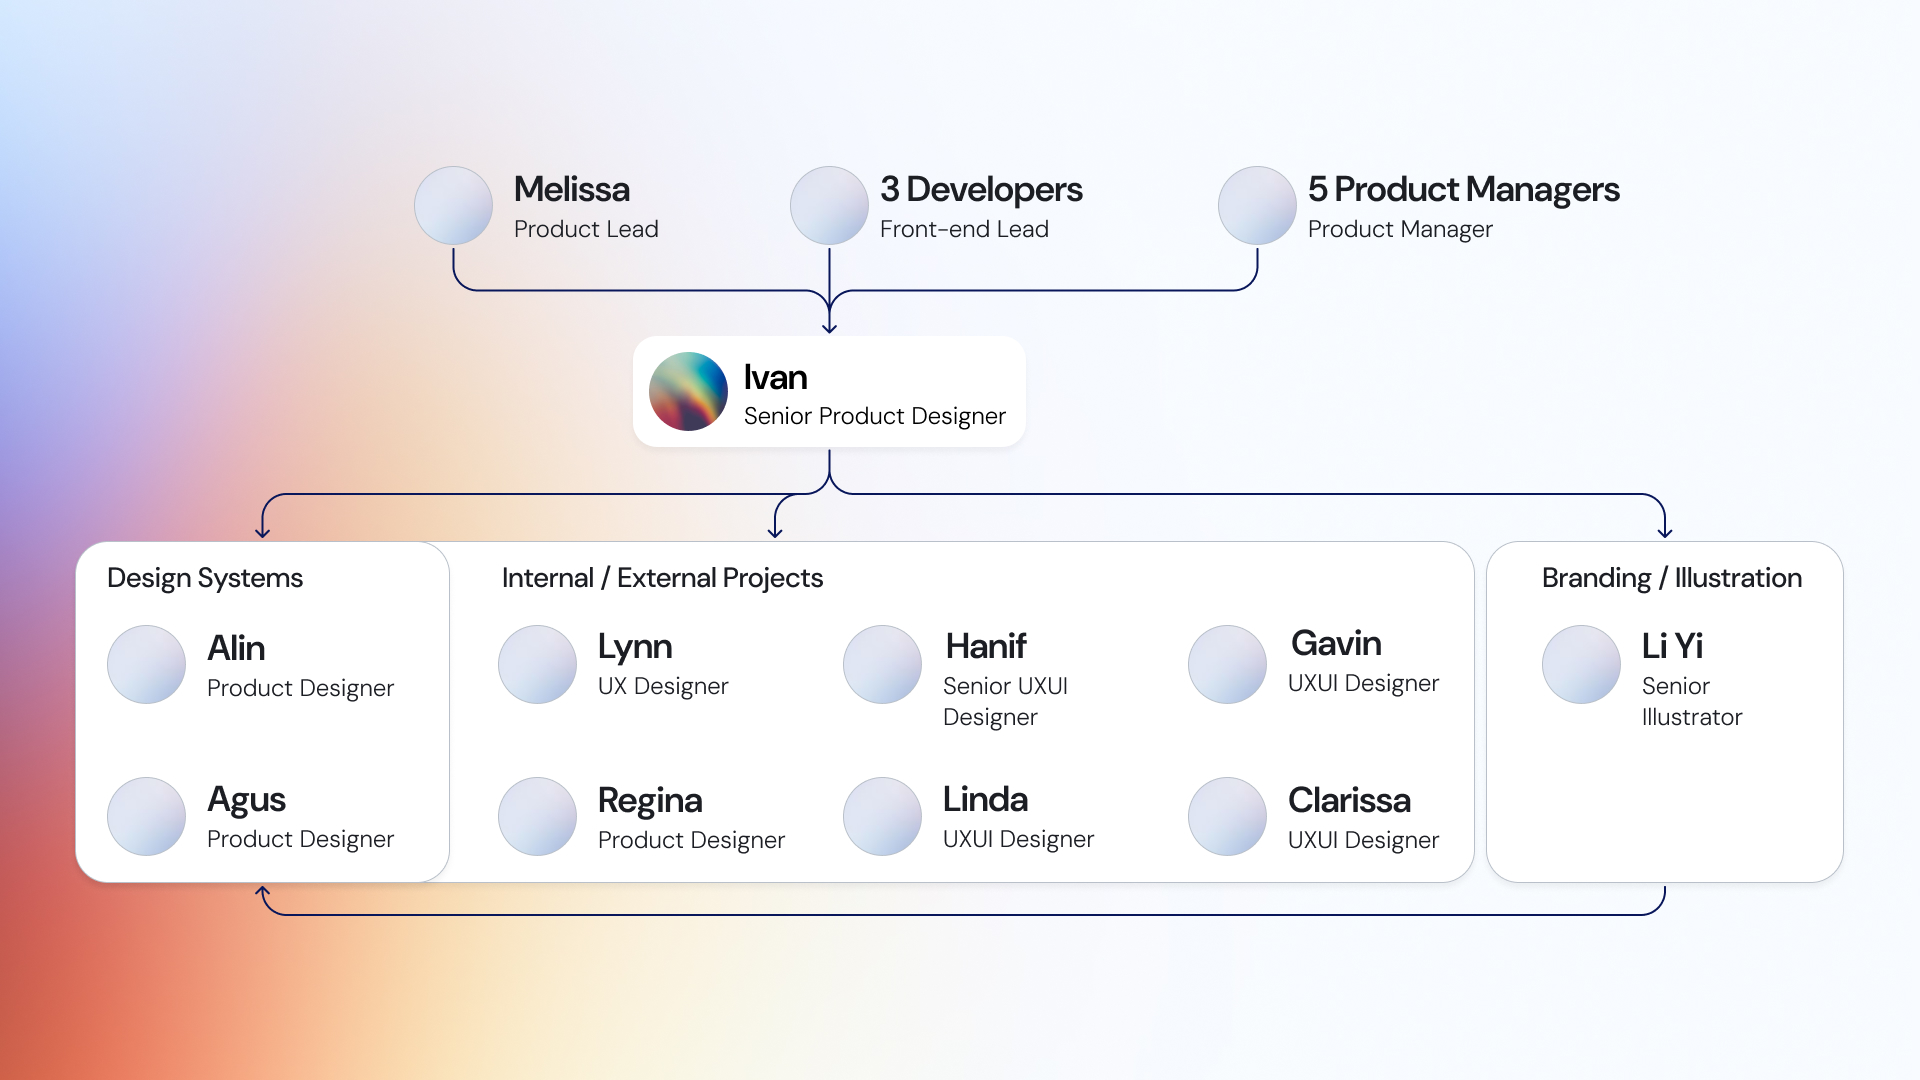 Melissa
Product Lead
3 Developers
Front-end Lead
5 Product Managers
Product Manager
Ivan
Senior Product Designer
Design Systems
Alin
Product Designer
Agus
Product Designer
Internal / External Projects
Lynn
UX Designer
Hanif
Senior UXUI
Designer
Gavin
UXUI Designer
Regina
Product Designer
Linda
UXUI Designer
Clarissa
UXUI Designer
Branding / Illustration
Li Yi
Senior
Illustrator